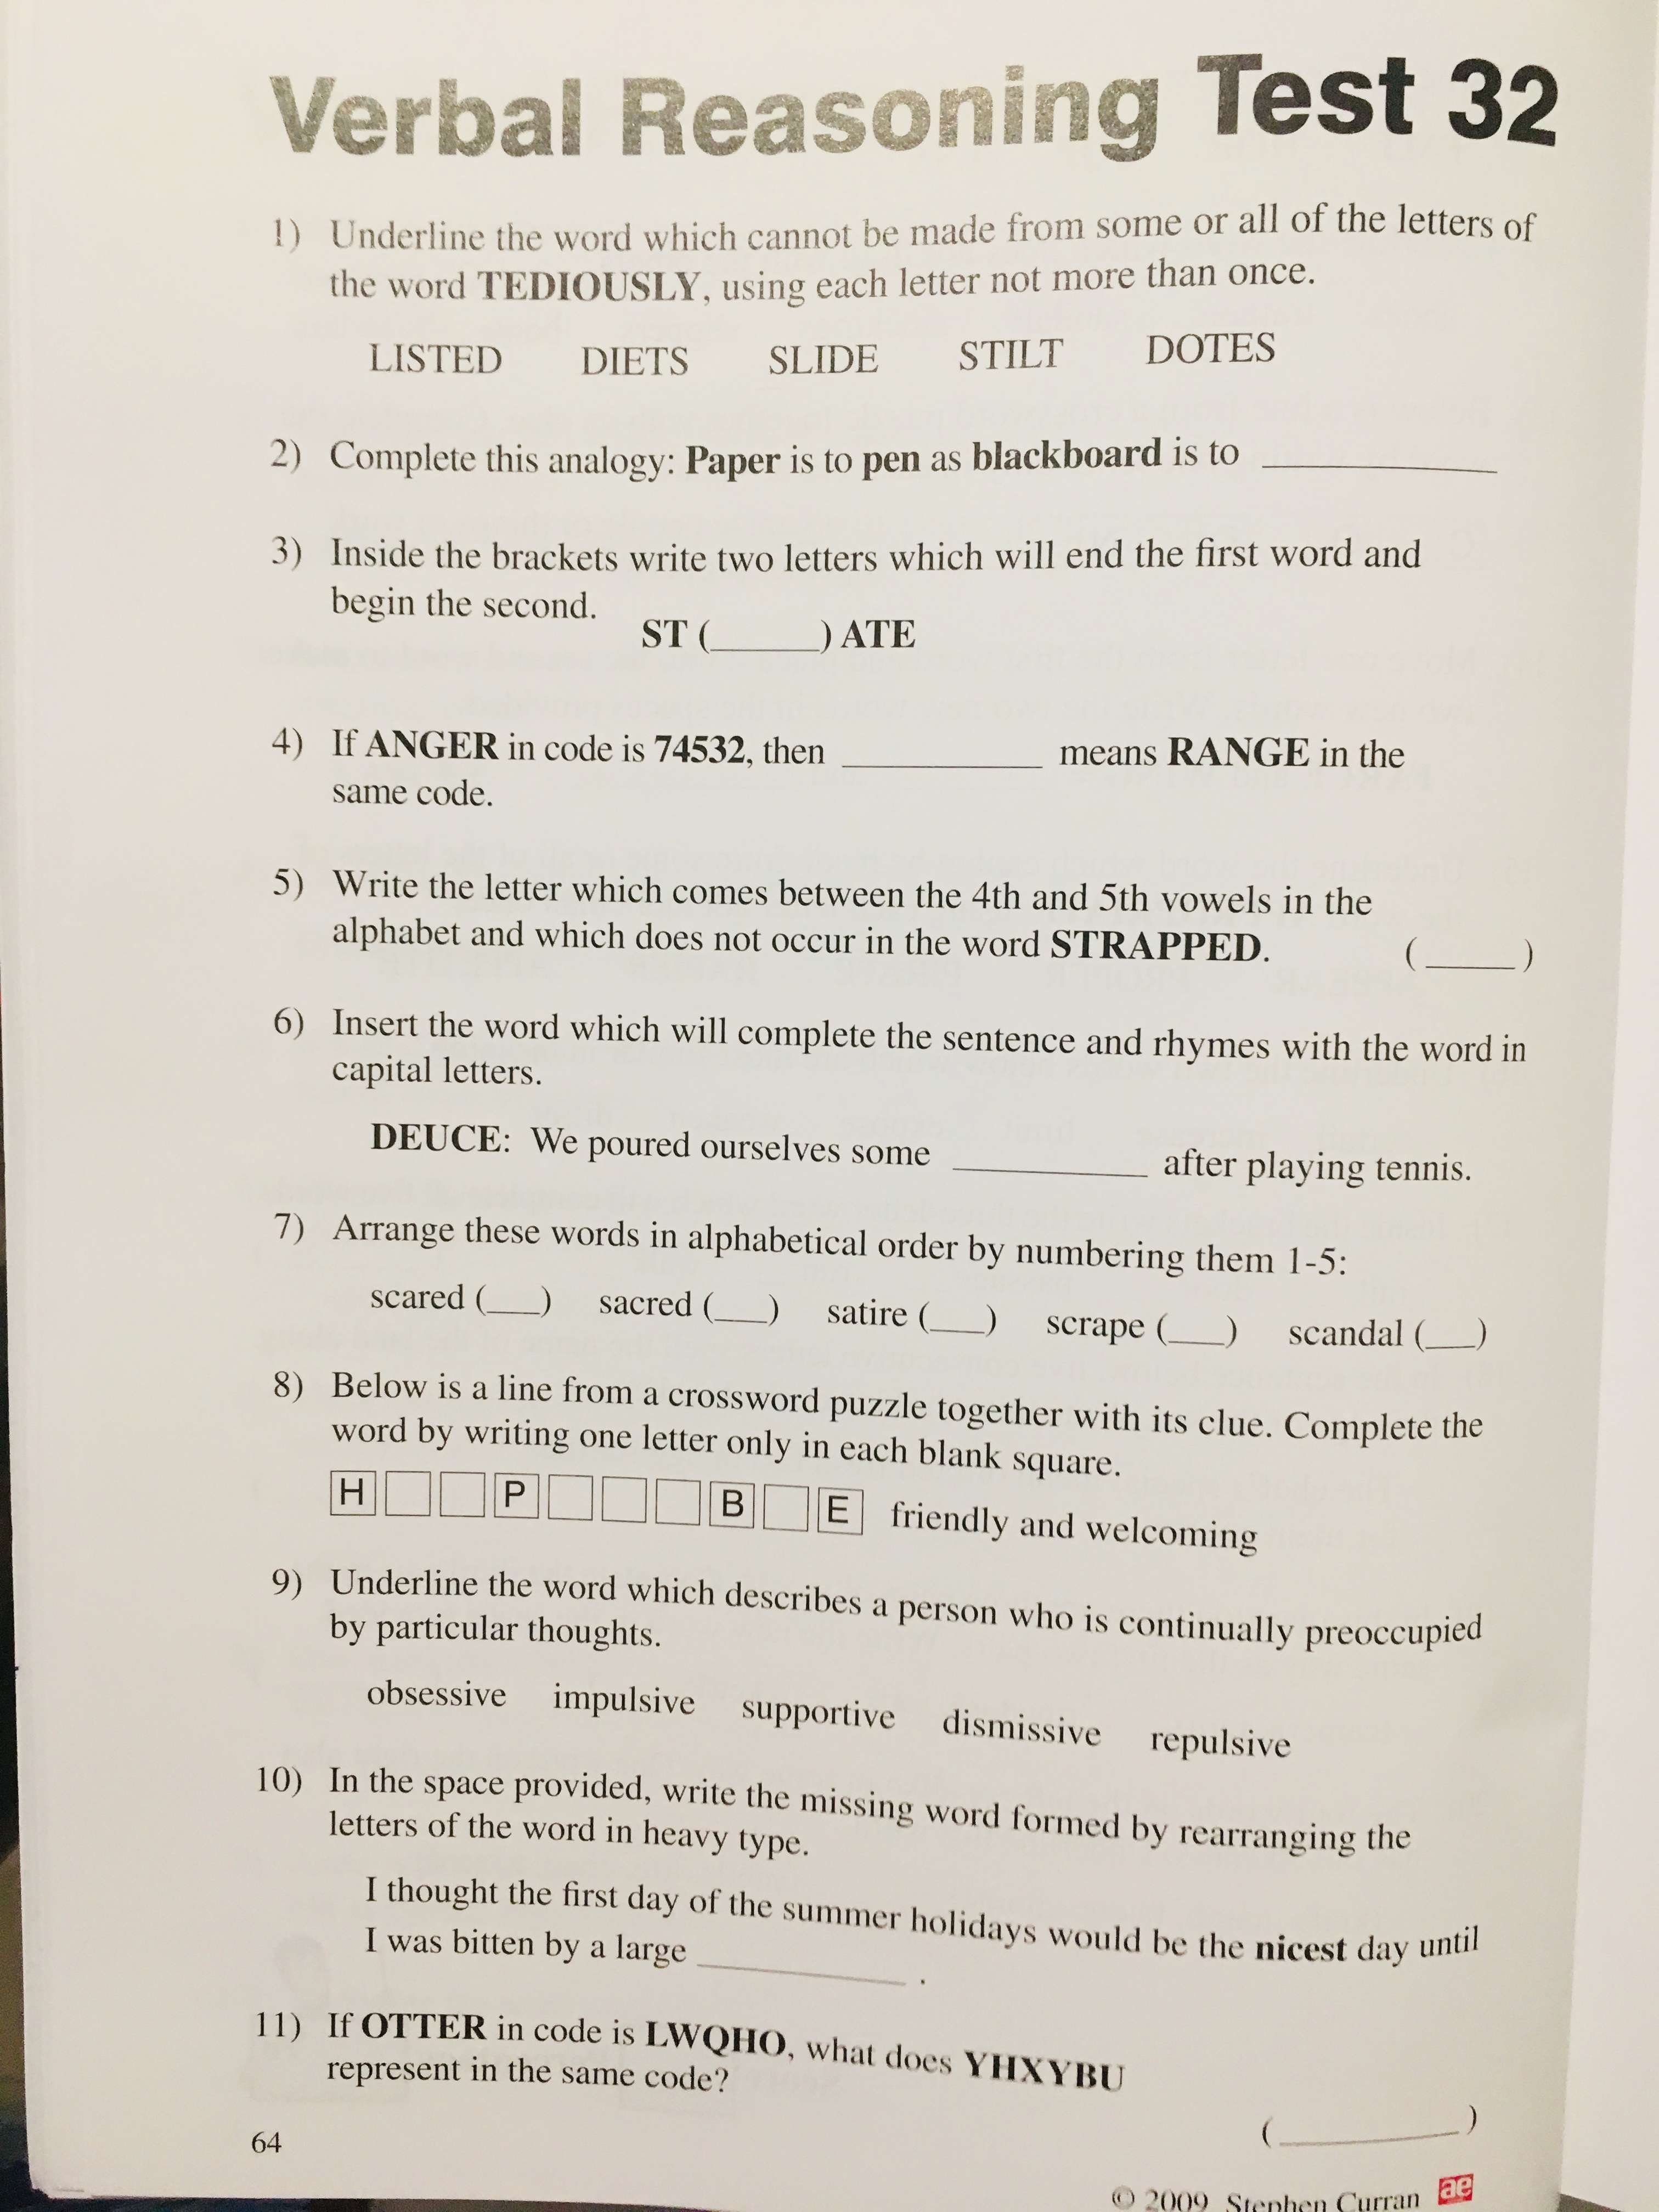 Verbal Reasoning Test 32
1) Underline the word which cannot be made from some or all of the letters of
the word TEDIOUSLY, using each letter not more than once.
LISTED DIETS SLIDE STILT DOTES
2) Complete this analogy: Paper is to pen as blackboard is to ________
3) Inside the brackets write two letters which will end the first word and
begin the second.
ST (_____) ATE
4) If ANGER in code is 74532, then ________ means RANGE in the
same code.
5) Write the letter which comes between the 4th and 5th vowels in the
alphabet and which does not occur in the word STRAPPED. (____)
6) Insert the word which will complete the sentence and rhymes with the word in
capital letters.
DEUCE: We poured ourselves some ________ after playing tennis.
7) Arrange these words in alphabetical order by numbering them 1-5:
scared (__) sacred (__) satire (__) scrape (__) scandal (__)
8) Below is a line from a crossword puzzle together with its clue. Complete the
word by writing one letter only in each blank square.
H P B E friendly and welcoming
9) Underline the word which describes a person who is continually preoccupied
by particular thoughts.
obsessive impulsive supportive dismissive repulsive
10) In the space provided, write the missing word formed by rearranging the
letters of the word in heavy type.
I thought the first day of the summer holidays would be the nicest day until
I was bitten by a large ________ .
11) If OTTER in code is LWQHO, what does YHXYBU
represent in the same code?
(________)
64
© 2009 Stephen Curran ae